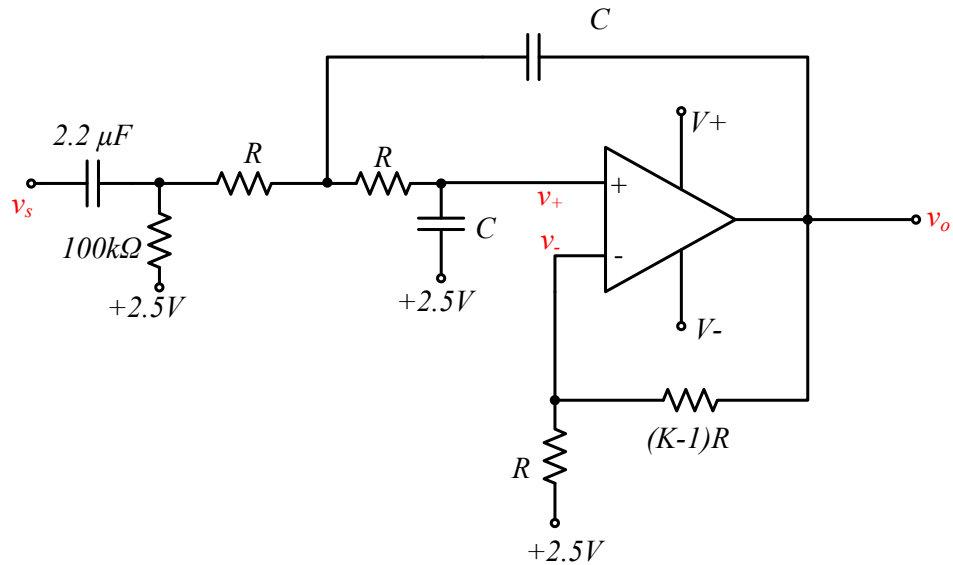 C
2.2 µF
R
R
V+
v₊
+
vₛ
C
vₒ
v₋
-
100kΩ
+2.5V
+2.5V
V-
(K-1)R
R
+2.5V